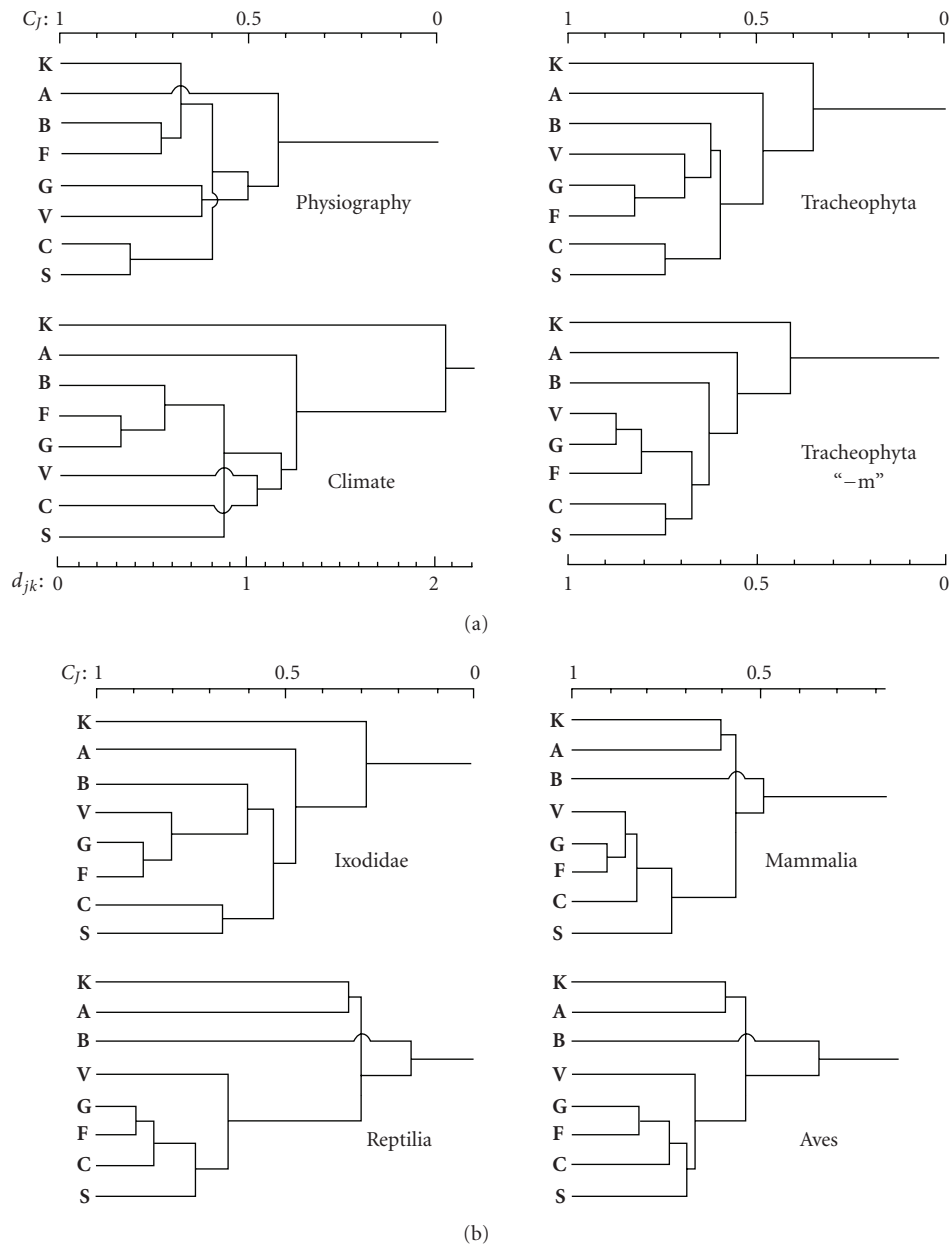 C_J: 1 0.5 0
1 0.5 0
K
A
B
F
G
V
C
S
Physiography
K
A
B
V
G
F
C
S
Tracheophyta
K
A
B
F
G
V
C
S
Climate
d_jk: 0 1 2
K
A
B
V
G
F
C
S
Tracheophyta
“−m”
1 0.5 0
(a)
C_J: 1 0.5 0
1 0.5
K
A
B
V
G
F
C
S
Ixodidae
K
A
B
V
G
F
C
S
Mammalia
K
A
B
V
G
F
C
S
Reptilia
K
A
B
V
G
F
C
S
Aves
(b)